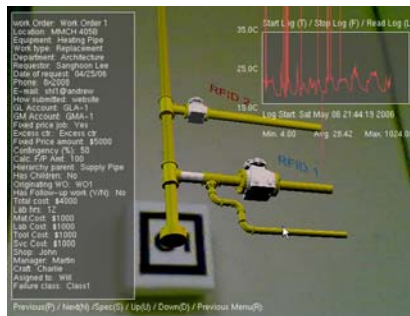 work Order: Work Order 1
Location: MMCH 405B
Equipment: Heating Pipe
Work type: Replacement
Department: Architecture
Requestor: Sanghoon Lee
Date of request: 04/25/06
Phone: 8x2008
E-mail: shl1@andrew
How submitted: website
GL Account: GLA-1
GM Account: GMA-1
Fixed price job: Yes
Excess ctr: Excess ctr
Fixed Price amount: $5000
Contingency (%): 50
Calc. F/P Amt: 100
Hierarchy parent: Supply Pipe
Has Children: No
Originating WO: WO1
Has Follow-up work (Y/N): No
Total cost: $4000
Lab hrs: 12
Mat Cost: $1000
Lab Cost: $1000
Tool Cost: $1000
Svc Cost: $1000
Shop: John
Manager: Martin
Craft: Charlie
Asigned to: Will
Failure class: Class1
Previous(P) / Next(N) /Spec(S) / Up(U) / Down(D) / Previous Menu(R)
Start Log (T) / Stop Log (F) / Read Log (L
35.0C
25.0C
15.0C
Log Start: Sat May 06 21:44:19 2006
Min. 4.00 Avg. 28.42 Max. 1024.0
RFID 2
RFID 1